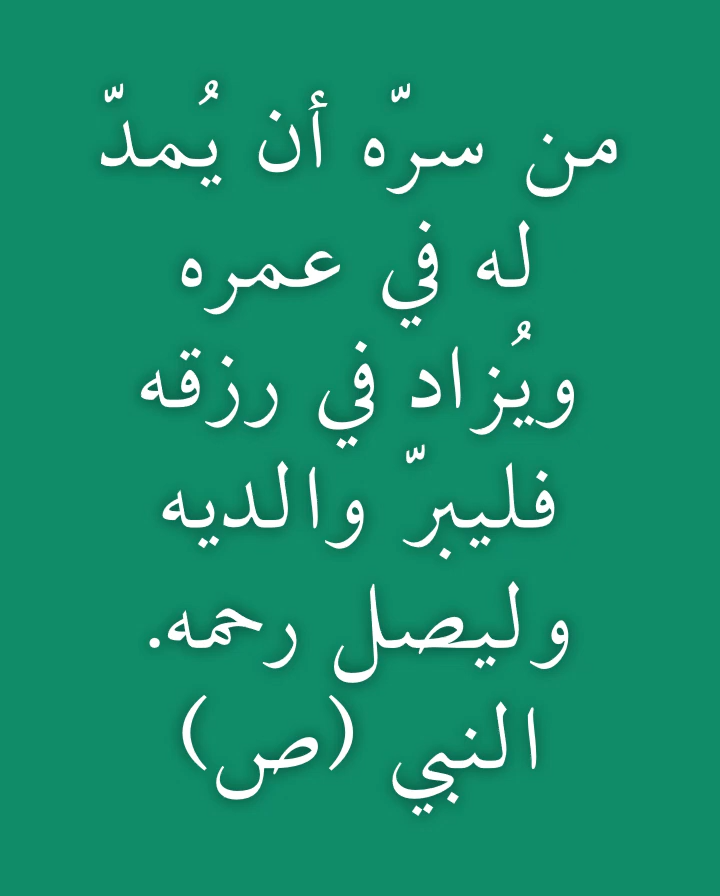 من سرّه أن يُمدّ
له في عمره
ويُزاد في رزقه
فليبرّ والديه
وليصل رحمه.
النبي (ص)